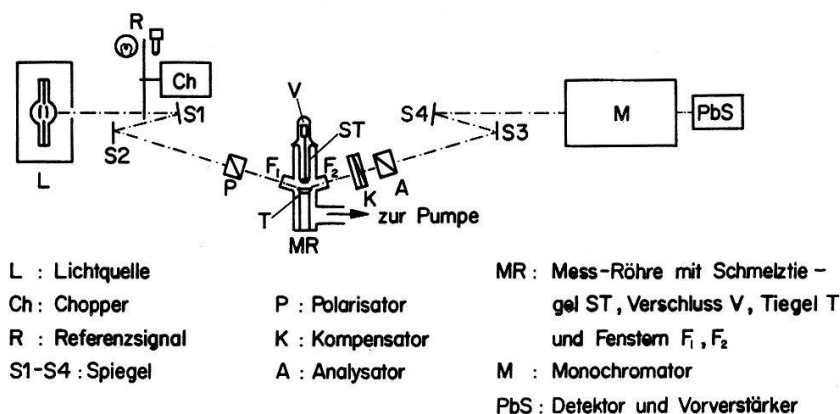 R
Ch
V
S1
S4
M
PbS
ST
S2
S3
P
F₁
F₂
A
K
L
T
zur Pumpe
MR
L : Lichtquelle
Ch : Chopper
R : Referenzsignal
S1-S4 : Spiegel
P : Polarisator
K : Kompensator
A : Analysator
MR : Mess-Röhre mit Schmelztie-
gel ST, Verschluss V, Tiegel T
und Fenstern F₁, F₂
M : Monochromator
PbS : Detektor und Vorverstärker